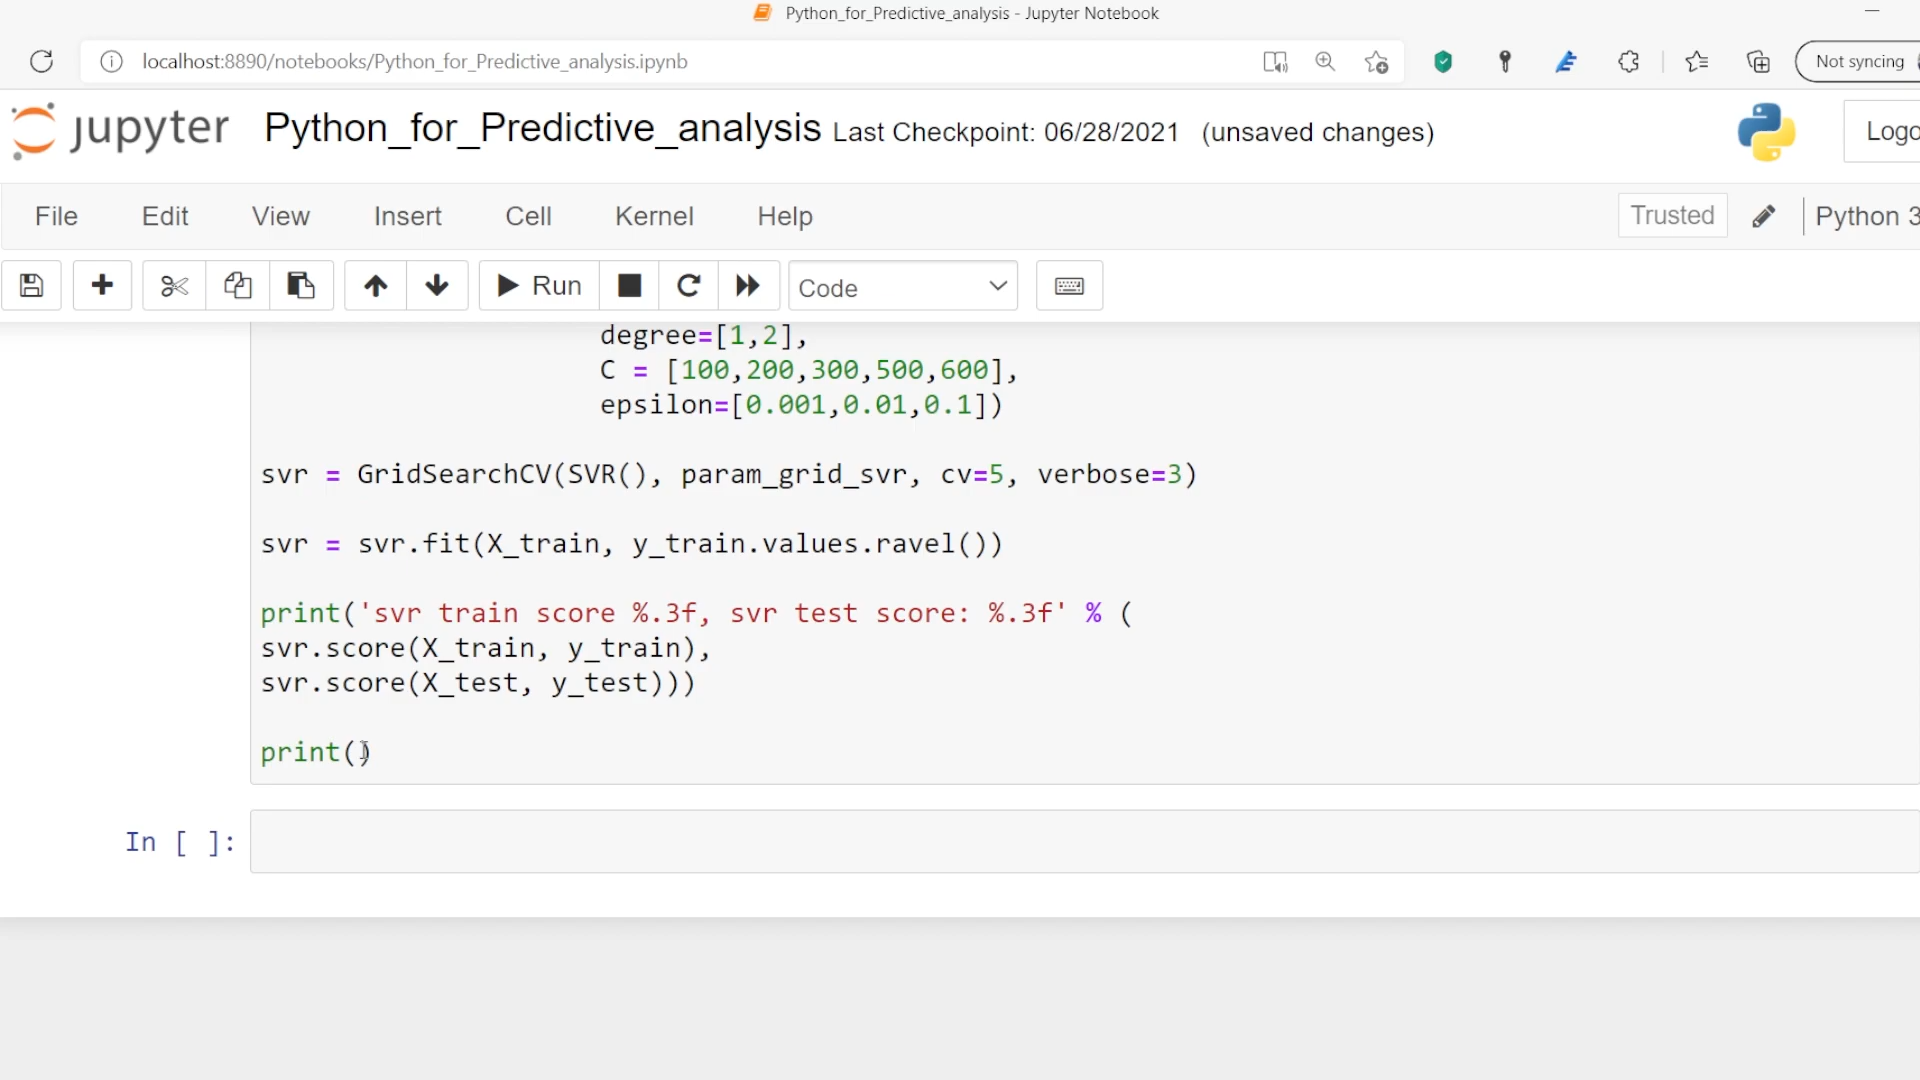 Python_for_Predictive_analysis - Jupyter Notebook
localhost:8890/notebooks/Python_for_Predictive_analysis.ipynb
Not syncing
jupyter Python_for_Predictive_analysis Last Checkpoint: 06/28/2021 (unsaved changes)
Logo
File Edit View Insert Cell Kernel Help Trusted Python 3
Run Code
degree=[1,2],
C = [100,200,300,500,600],
epsilon=[0.001,0.01,0.1])
svr = GridSearchCV(SVR(), param_grid_svr, cv=5, verbose=3)
svr = svr.fit(X_train, y_train.values.ravel())
print('svr train score %.3f, svr test score: %.3f' % (
svr.score(X_train, y_train),
svr.score(X_test, y_test)))
print()
In [ ]: